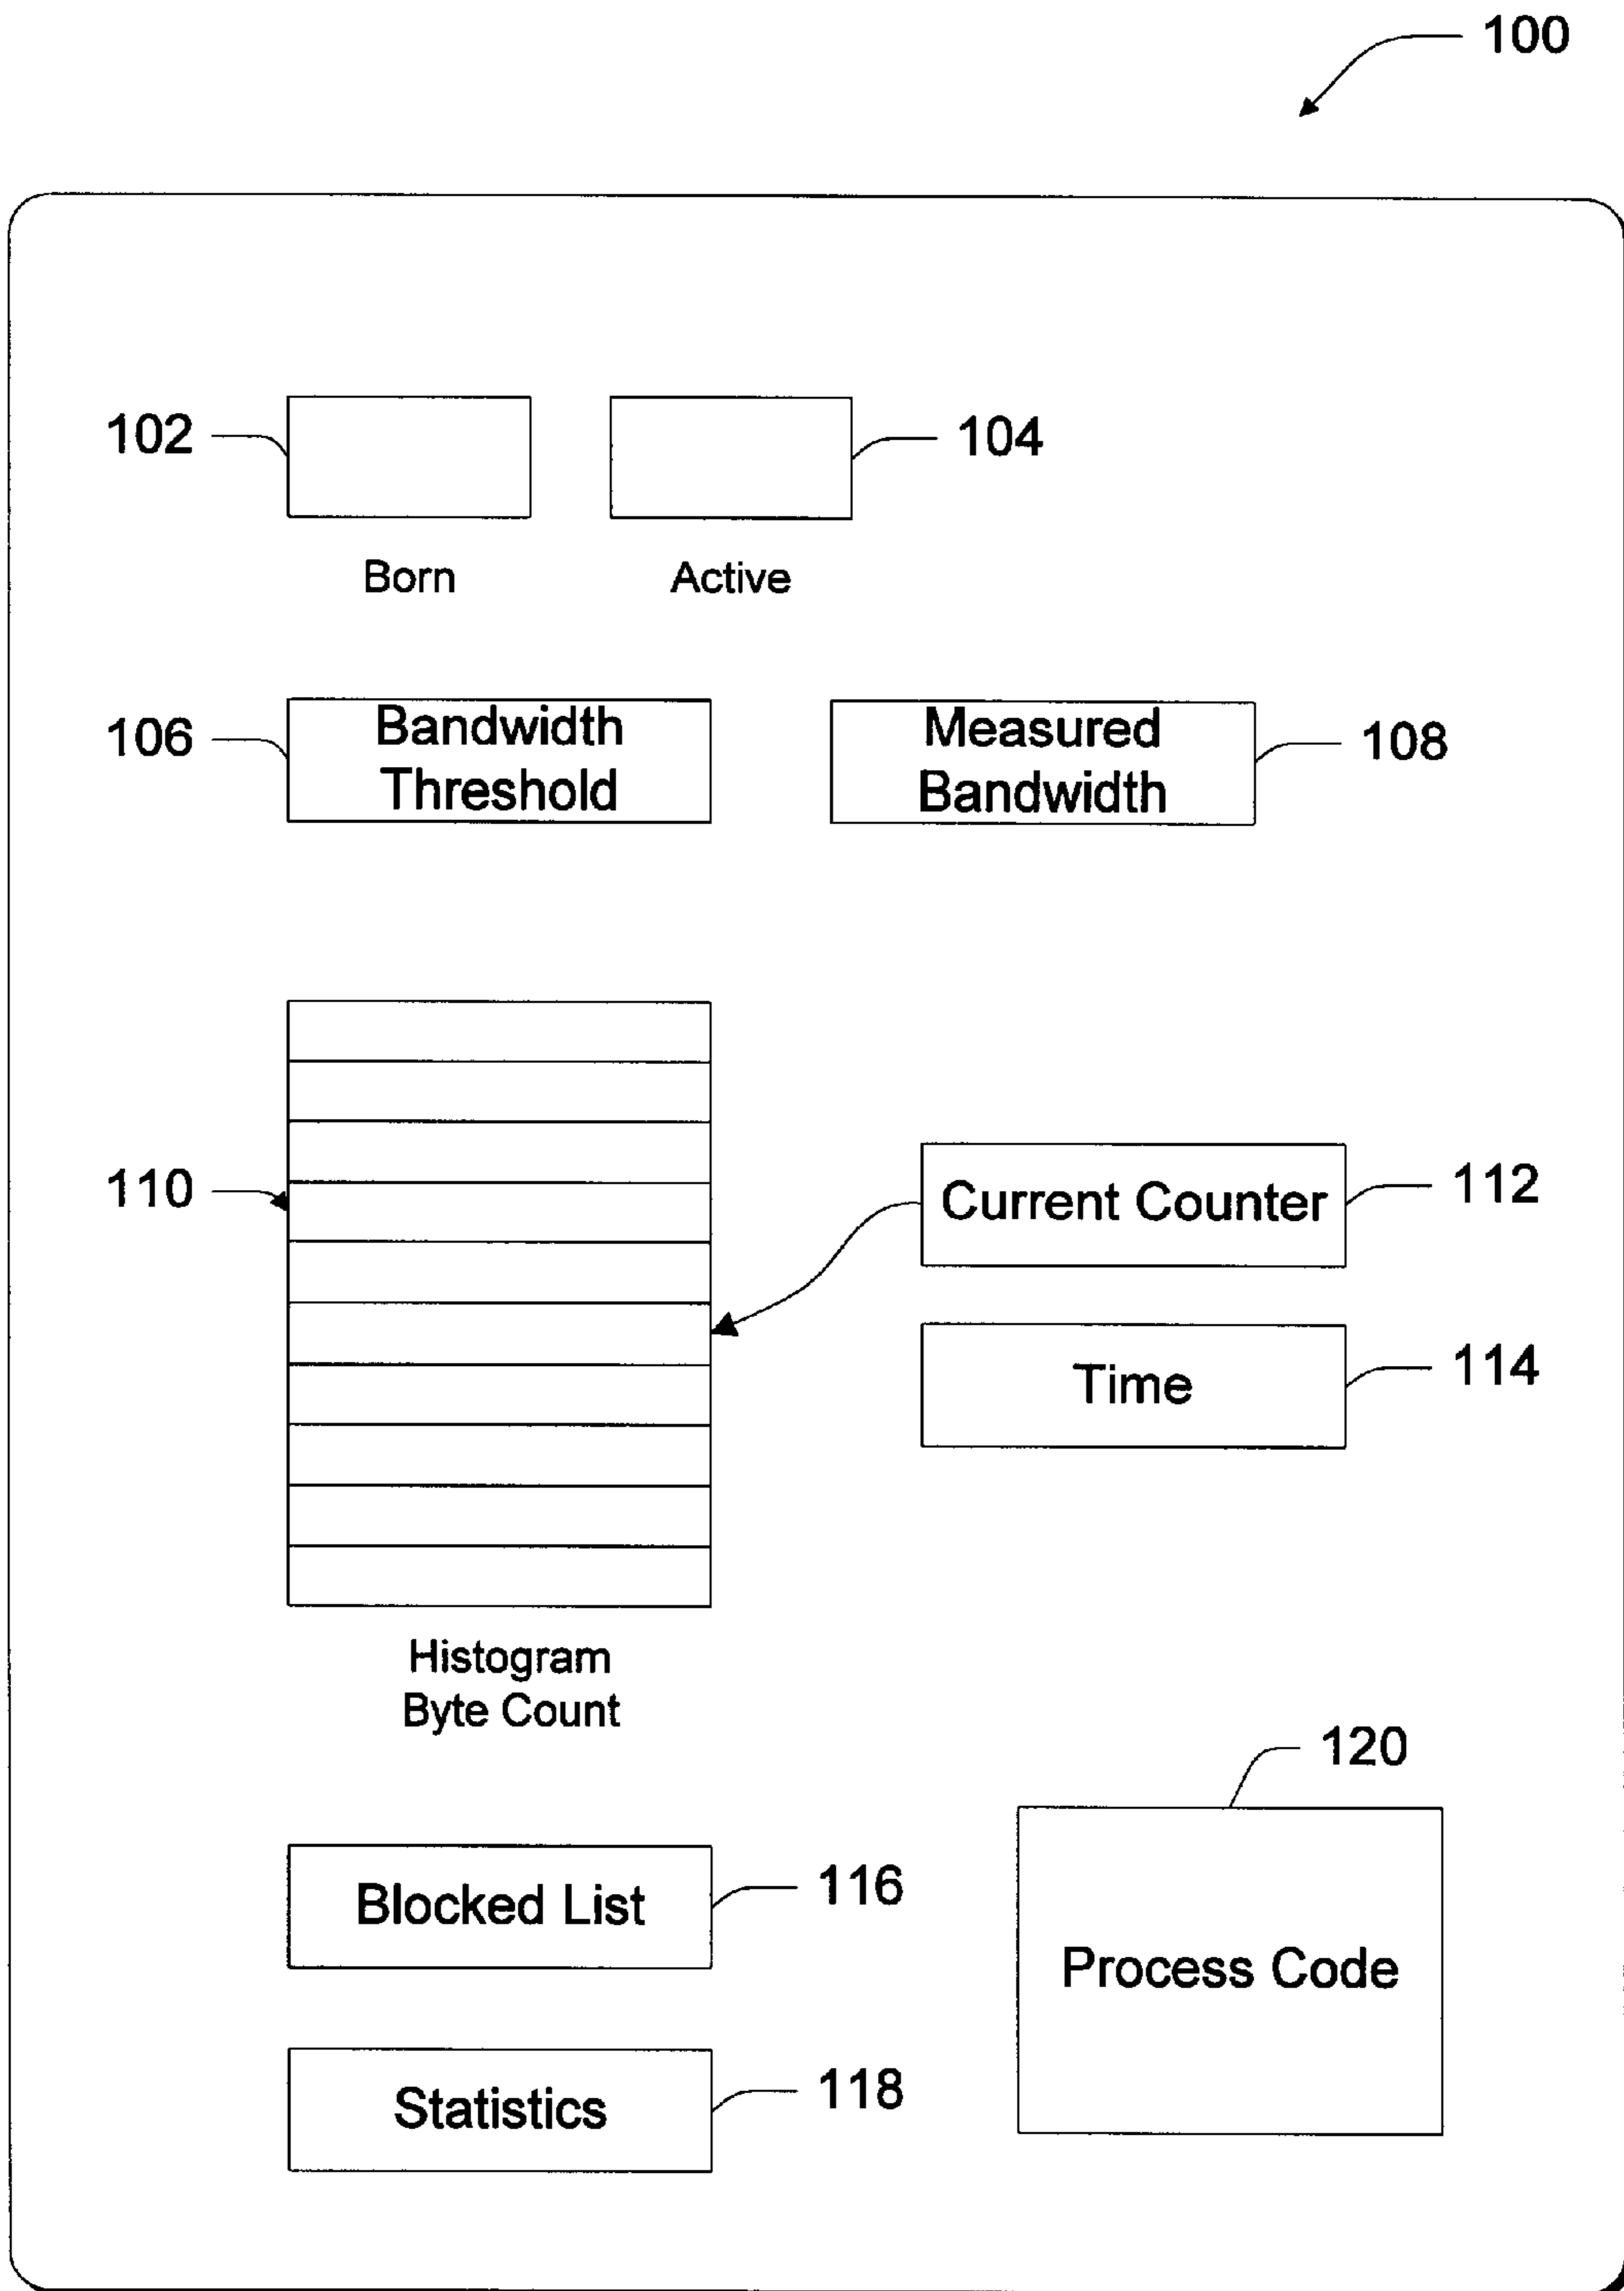 100
102
104
Born
Active
106
Bandwidth
Threshold
Measured
Bandwidth
108
110
Current Counter
112
Time
114
Histogram
Byte Count
120
Blocked List
116
Process Code
Statistics
118